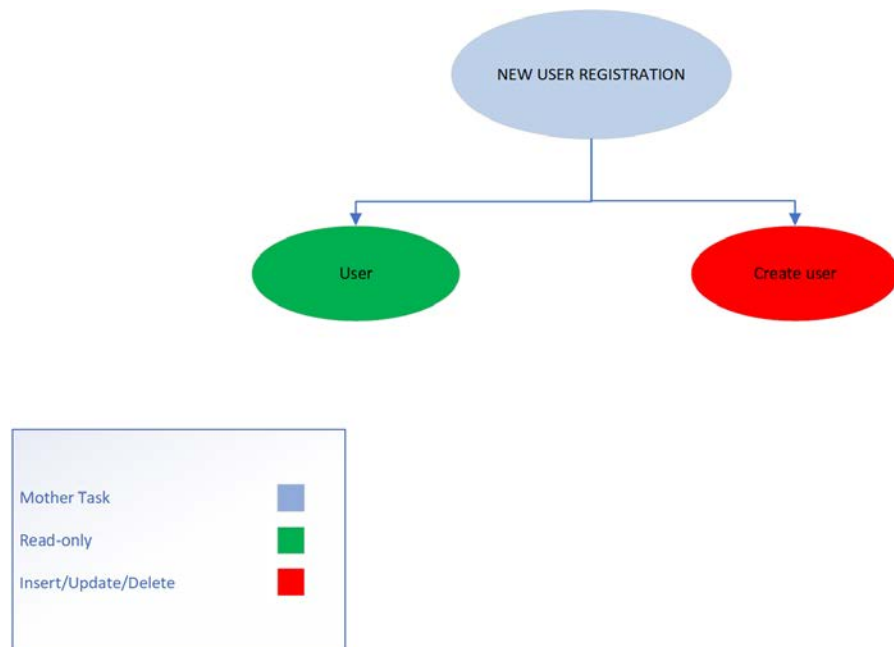 NEW USER REGISTRATION
User
Create user
Mother Task
Read-only
Insert/Update/Delete